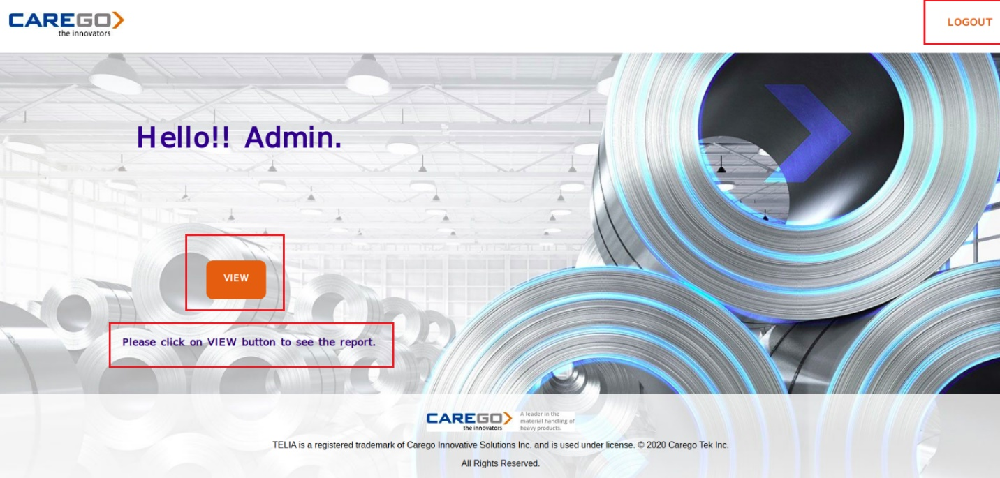 CAREGO
the innovators
LOGOUT
Hello!! Admin.
VIEW
Please click on VIEW button to see the report.
CAREGO
the innovators
A leader in the
material handling of
heavy products.
TELIA is a registered trademark of Carego Innovative Solutions Inc. and is used under license. © 2020 Carego Tek Inc.
All Rights Reserved.